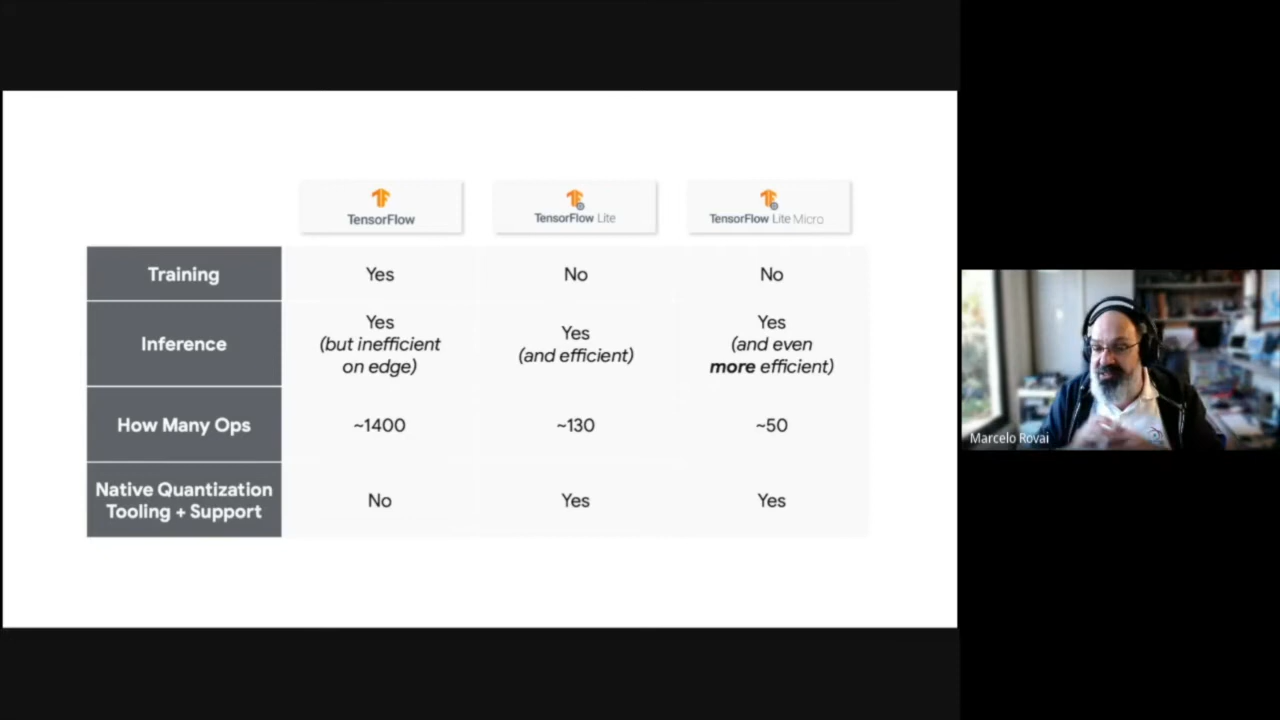 TensorFlow
TensorFlow Lite
TensorFlow Lite Micro
Training
Yes
No
No
Inference
Yes
(but inefficient
on edge)
Yes
(and efficient)
Yes
(and even
more efficient)
How Many Ops
~1400
~130
~50
Native Quantization
Tooling + Support
No
Yes
Yes
Marcelo Rovai